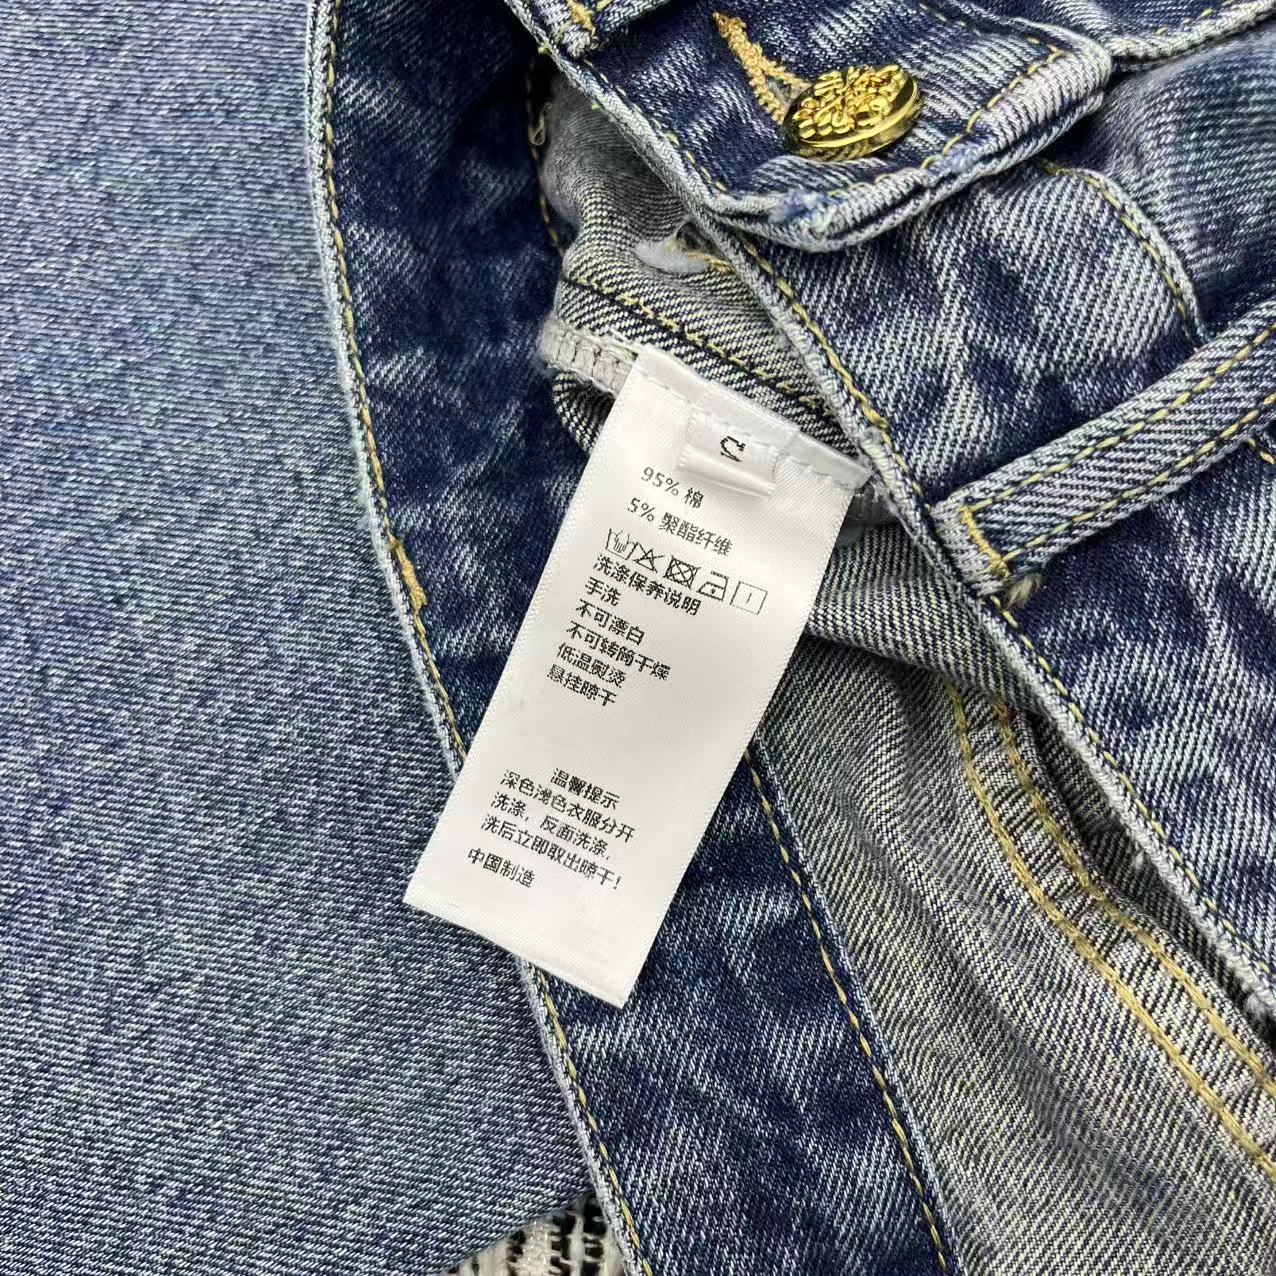 S
95% 棉
5% 聚酯纤维
洗涤保养说明
手洗
不可漂白
不可转筒干燥
低温熨烫
悬挂晾干
温馨提示
深色浅色衣服分开
洗涤，反面洗涤，
洗后立即取出晾干！
中国制造